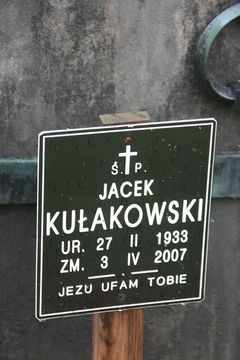 Ś. P.
JACEK
KUŁAKOWSKI
UR. 27 II 1933
ZM. 3 IV 2007
JEZU UFAM TOBIE